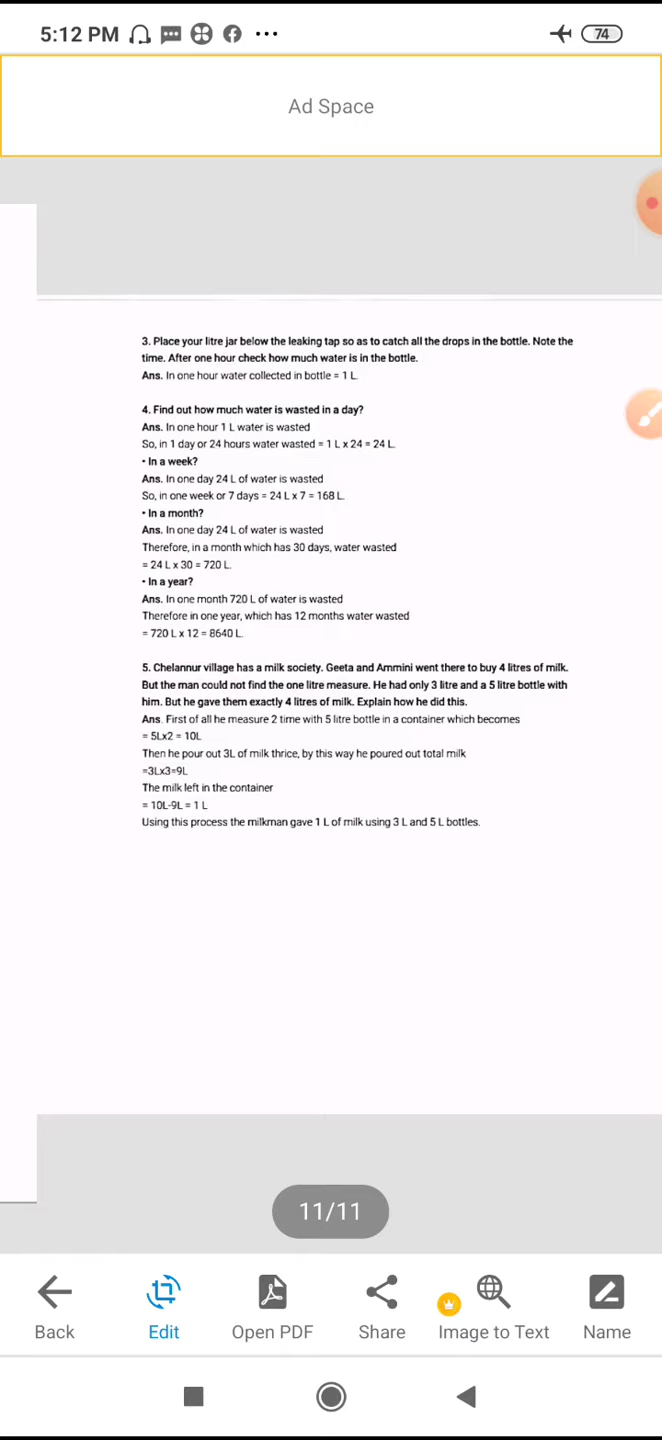 5:12 PM
74
Ad Space
3. Place your litre jar below the leaking tap so as to catch all the drops in the bottle. Note the
time. After one hour check how much water is in the bottle.
Ans. In one hour water collected in bottle = 1 L.
4. Find out how much water is wasted in a day?
Ans. In one hour 1 L water is wasted
So, in 1 day or 24 hours water wasted = 1 L x 24 = 24 L.
• In a week?
Ans. In one day 24 L of water is wasted
So, in one week or 7 days = 24 L x 7 = 168 L.
• In a month?
Ans. In one day 24 L of water is wasted
Therefore, in a month which has 30 days, water wasted
= 24 L x 30 = 720 L.
• In a year?
Ans. In one month 720 L of water is wasted
Therefore in one year, which has 12 months water wasted
= 720 L x 12 = 8640 L.
5. Chelannur village has a milk society. Geeta and Ammini went there to buy 4 litres of milk.
But the man could not find the one litre measure. He had only 3 litre and a 5 litre bottle with
him. But he gave them exactly 4 litres of milk. Explain how he did this.
Ans. First of all he measure 2 time with 5 litre bottle in a container which becomes
= 5Lx2 = 10L
Then he pour out 3L of milk thrice, by this way he poured out total milk
=3Lx3=9L
The milk left in the container
= 10L-9L = 1 L
Using this process the milkman gave 1 L of milk using 3 L and 5 L bottles.
11/11
Back
Edit
Open PDF
Share
Image to Text
Name